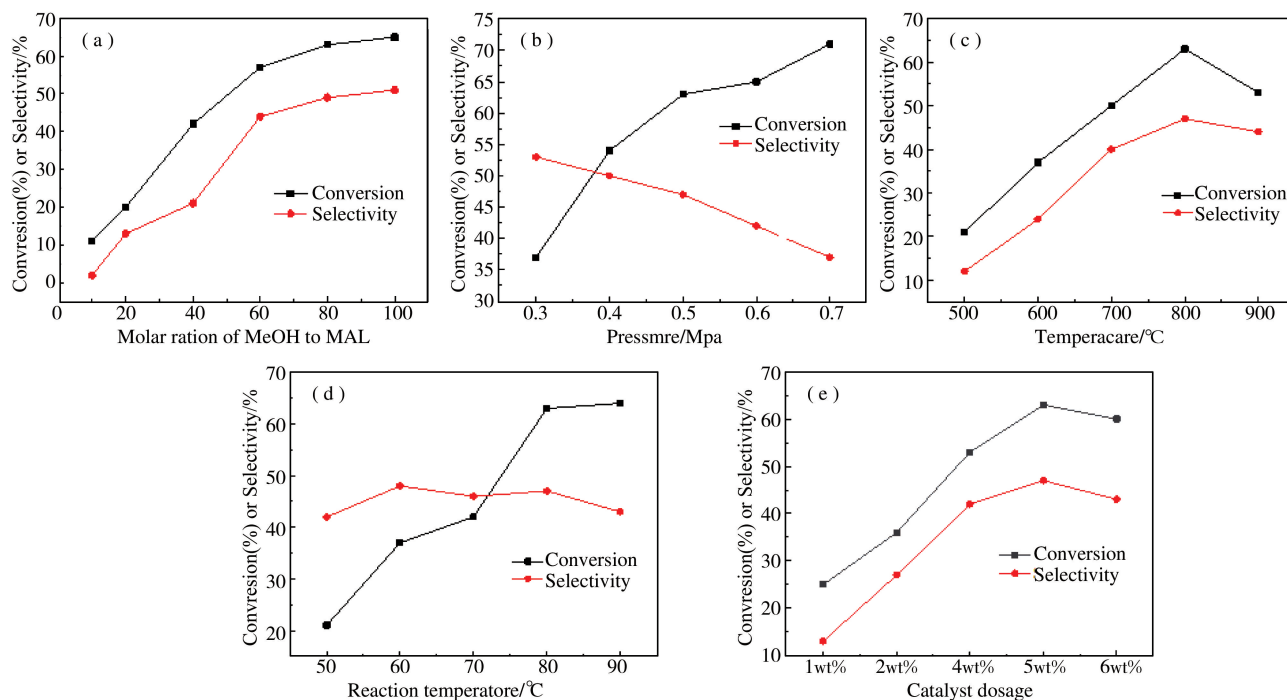 ( a )
Convresion(%) or Selectivity/%
70
60
50
40
30
20
10
0
Conversion
Selectivity
0
20
40
60
80
100
Molar ration of MeOH to MAL
( b )
Convresion(%) or Selectivity/%
75
70
65
60
55
50
45
40
35
30
Conversion
Selectivity
0.3
0.4
0.5
0.6
0.7
Pressmre/Mpa
( c )
Convresion(%) or Selectivity/%
70
60
50
40
30
20
10
Conversion
Selectivity
500
600
700
800
900
Temperacare/℃
( d )
Convresion(%) or Selectivity/%
70
60
50
40
30
20
Conversion
Selectivity
50
60
70
80
90
Reaction temperatore/℃
( e )
Convresion(%) or Selectivity/%
70
60
50
40
30
20
10
Conversion
Selectivity
1wt%
2wt%
4wt%
5wt%
6wt%
Catalyst dosage